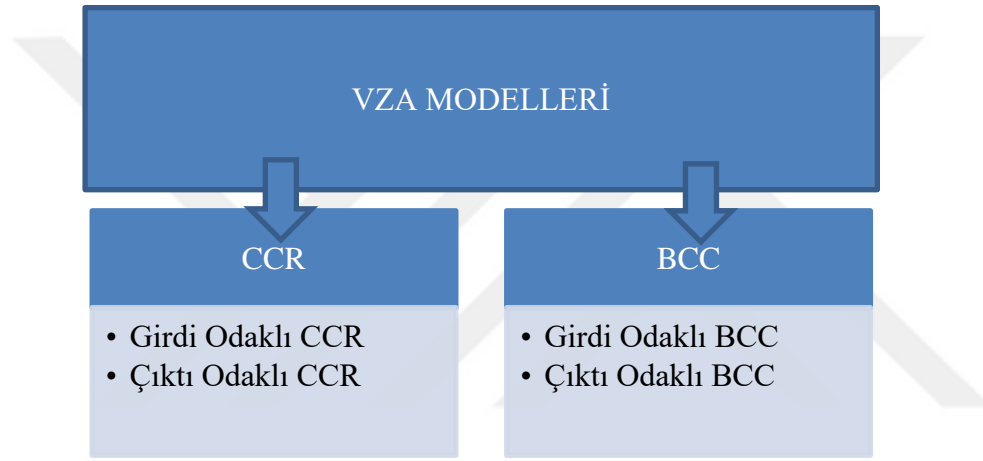 VZA MODELLERİ
CCR
• Girdi Odaklı CCR
• Çıktı Odaklı CCR
BCC
• Girdi Odaklı BCC
• Çıktı Odaklı BCC